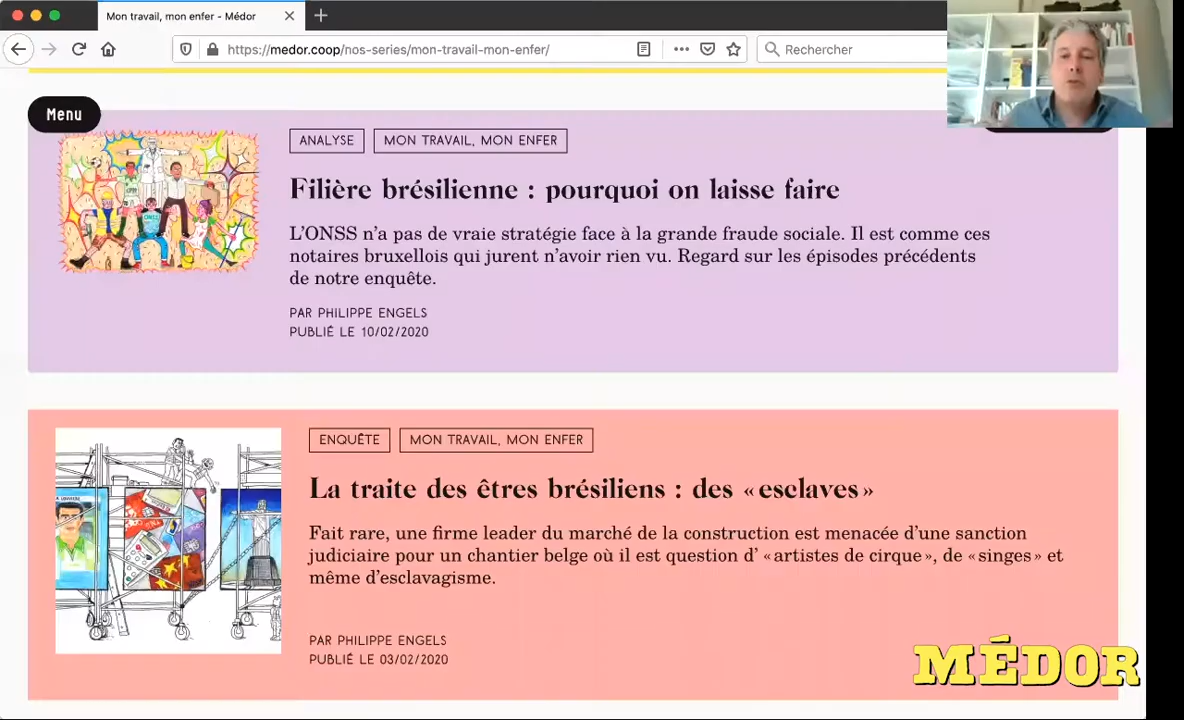 Mon travail, mon enfer - Médor
https://medor.coop/nos-series/mon-travail-mon-enfer/
Rechercher
Menu
ANALYSE
MON TRAVAIL, MON ENFER
Filière brésilienne : pourquoi on laisse faire
L’ONSS n’a pas de vraie stratégie face à la grande fraude sociale. Il est comme ces
notaires bruxellois qui jurent n’avoir rien vu. Regard sur les épisodes précédents
de notre enquête.
PAR PHILIPPE ENGELS
PUBLIÉ LE 10/02/2020
ENQUÊTE
MON TRAVAIL, MON ENFER
La traite des êtres brésiliens : des « esclaves »
Fait rare, une firme leader du marché de la construction est menacée d’une sanction
judiciaire pour un chantier belge où il est question d’ « artistes de cirque », de « singes » et
même d’esclavagisme.
PAR PHILIPPE ENGELS
PUBLIÉ LE 03/02/2020
MÉDOR